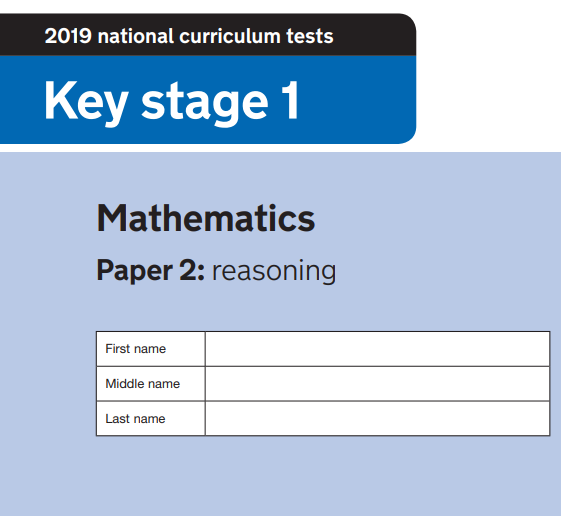 2019 national curriculum tests
Key stage 1
Mathematics
Paper 2: reasoning
First name
Middle name
Last name